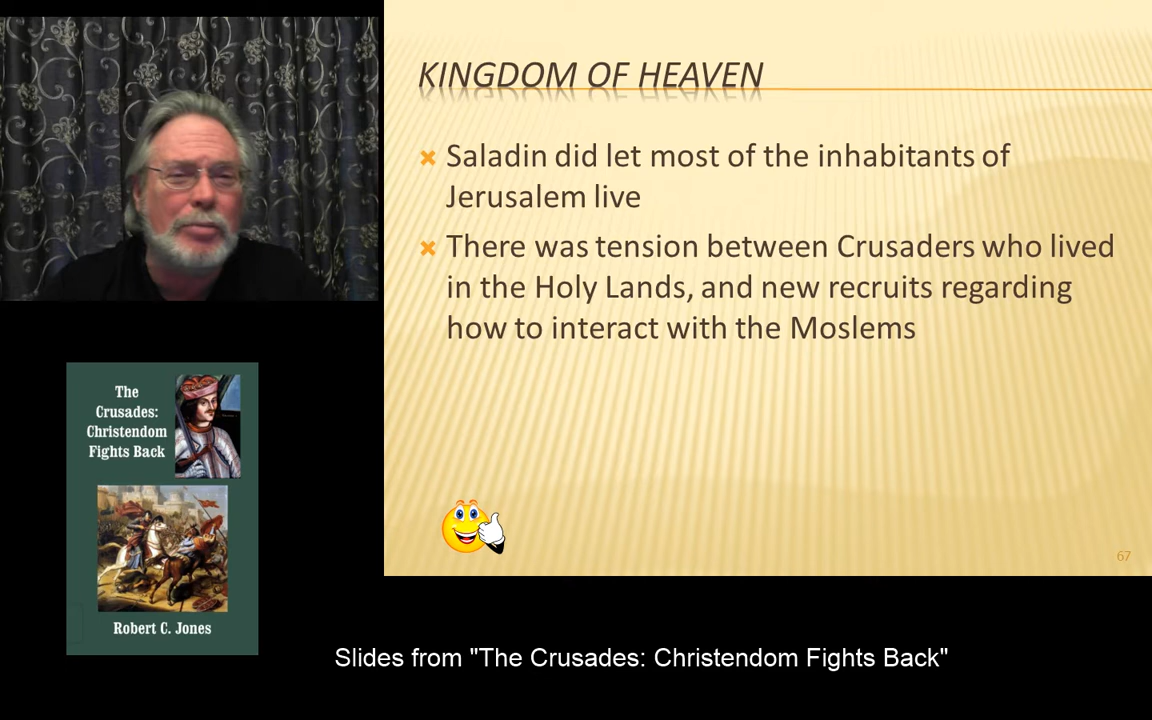 KINGDOM OF HEAVEN
Saladin did let most of the inhabitants of
Jerusalem live
There was tension between Crusaders who lived
in the Holy Lands, and new recruits regarding
how to interact with the Moslems
67
The
Crusades:
Christendom
Fights Back
Robert C. Jones
Slides from "The Crusades: Christendom Fights Back"